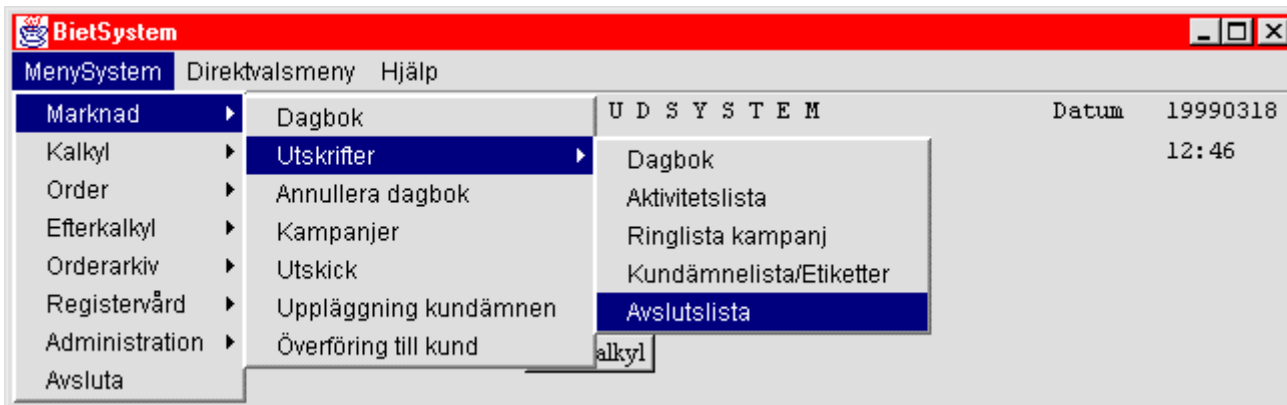 BietSystem
MenySystem Direktvalsmeny Hjälp
U D S Y S T E M Datum 19990318
12:46
Marknad
Kalkyl
Order
Efterkalkyl
Orderarkiv
Registervård
Administration
Avsluta
Dagbok
Utskrifter
Annullera dagbok
Kampanjer
Utskick
Uppläggning kundämnen
Överföring till kund
Dagbok
Aktivitetslista
Ringlista kampanj
Kundämnelista/Etiketter
Avslutslista
alkyl